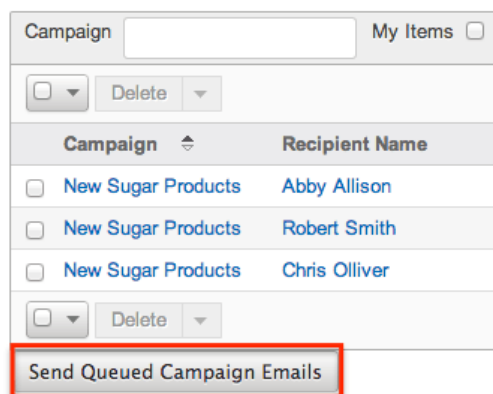 Campaign My Items
Delete
Campaign Recipient Name
New Sugar Products Abby Allison
New Sugar Products Robert Smith
New Sugar Products Chris Olliver
Delete
Send Queued Campaign Emails